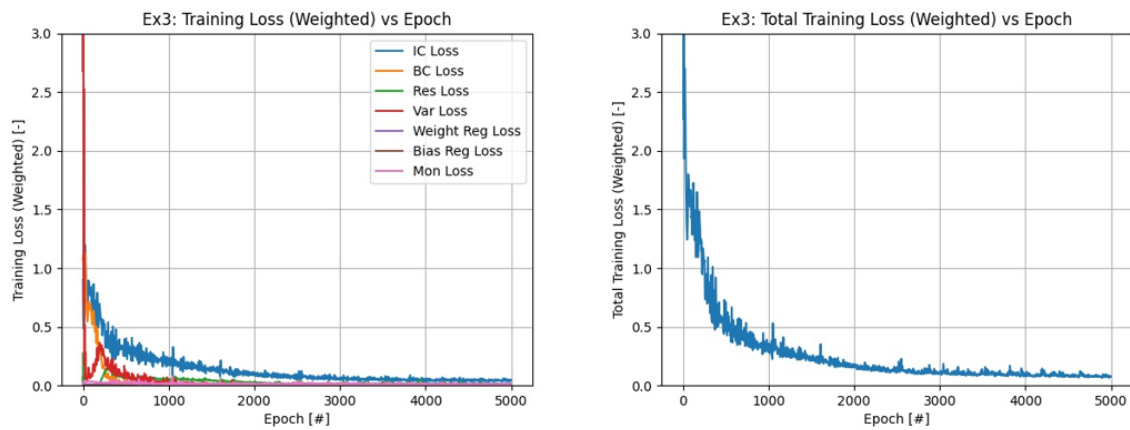 Ex3: Training Loss (Weighted) vs Epoch
3.0
2.5
2.0
1.5
1.0
0.5
0.0
Training Loss (Weighted) [-]
IC Loss
BC Loss
Res Loss
Var Loss
Weight Reg Loss
Bias Reg Loss
Mon Loss
0 1000 2000 3000 4000 5000
Epoch [#]
Ex3: Total Training Loss (Weighted) vs Epoch
3.0
2.5
2.0
1.5
1.0
0.5
0.0
Total Training Loss (Weighted) [-]
0 1000 2000 3000 4000 5000
Epoch [#]